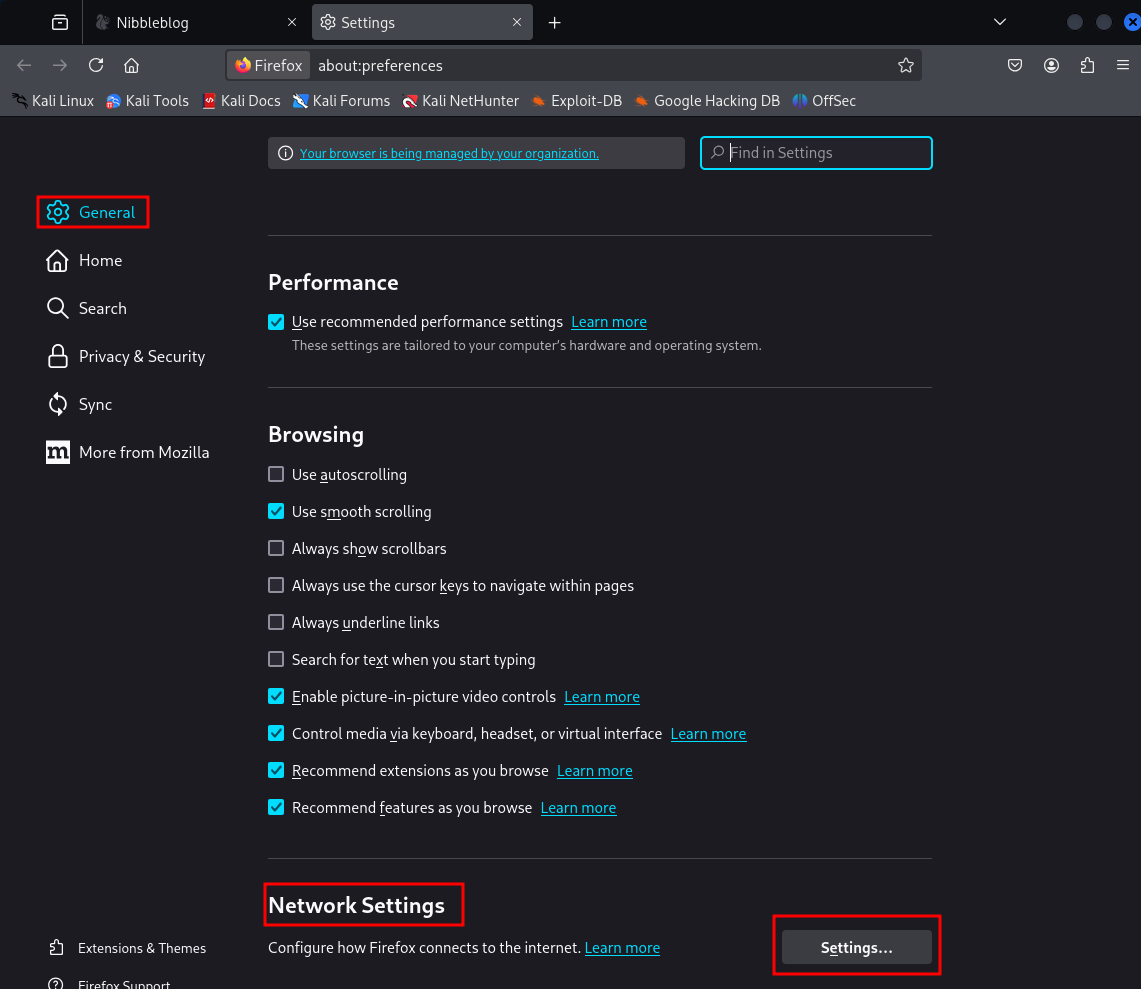 Nibbleblog
Settings
Firefox about:preferences
Kali Linux Kali Tools Kali Docs Kali Forums Kali NetHunter Exploit-DB Google Hacking DB OffSec
Your browser is being managed by your organization.
Find in Settings
General
Home
Search
Privacy & Security
Sync
m More from Mozilla
Extensions & Themes
Firefox Support
Performance
Use recommended performance settings Learn more
These settings are tailored to your computer’s hardware and operating system.
Browsing
Use autoscrolling
Use smooth scrolling
Always show scrollbars
Always use the cursor keys to navigate within pages
Always underline links
Search for text when you start typing
Enable picture-in-picture video controls Learn more
Control media via keyboard, headset, or virtual interface Learn more
Recommend extensions as you browse Learn more
Recommend features as you browse Learn more
Network Settings
Configure how Firefox connects to the internet. Learn more
Settings…